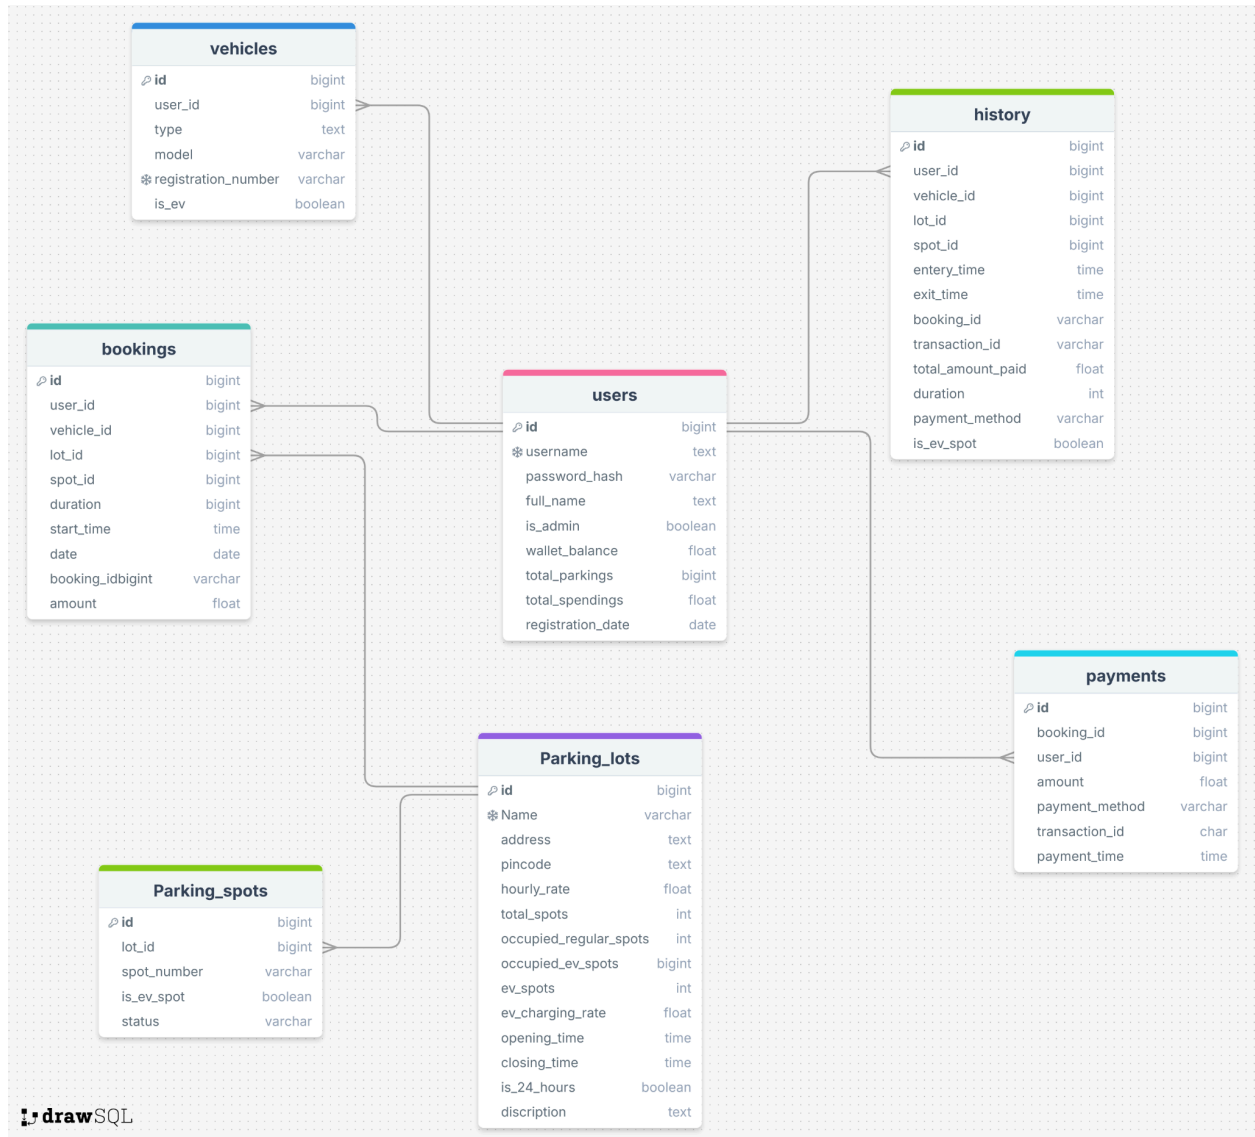 vehicles
id bigint
user_id bigint
type text
model varchar
registration_number varchar
is_ev boolean
history
id bigint
user_id bigint
vehicle_id bigint
lot_id bigint
spot_id bigint
entery_time time
exit_time time
booking_id varchar
transaction_id varchar
total_amount_paid float
duration int
payment_method varchar
is_ev_spot boolean
bookings
id bigint
user_id bigint
vehicle_id bigint
lot_id bigint
spot_id bigint
duration bigint
start_time time
date date
booking_idbigint varchar
amount float
users
id bigint
username text
password_hash varchar
full_name text
is_admin boolean
wallet_balance float
total_parkings bigint
total_spendings float
registration_date date
payments
id bigint
booking_id bigint
user_id bigint
amount float
payment_method varchar
transaction_id char
payment_time time
Parking_lots
id bigint
Name varchar
address text
pincode text
hourly_rate float
total_spots int
occupied_regular_spots int
occupied_ev_spots bigint
ev_spots int
ev_charging_rate float
opening_time time
closing_time time
is_24_hours boolean
discription text
Parking_spots
id bigint
lot_id bigint
spot_number varchar
is_ev_spot boolean
status varchar
drawSQL